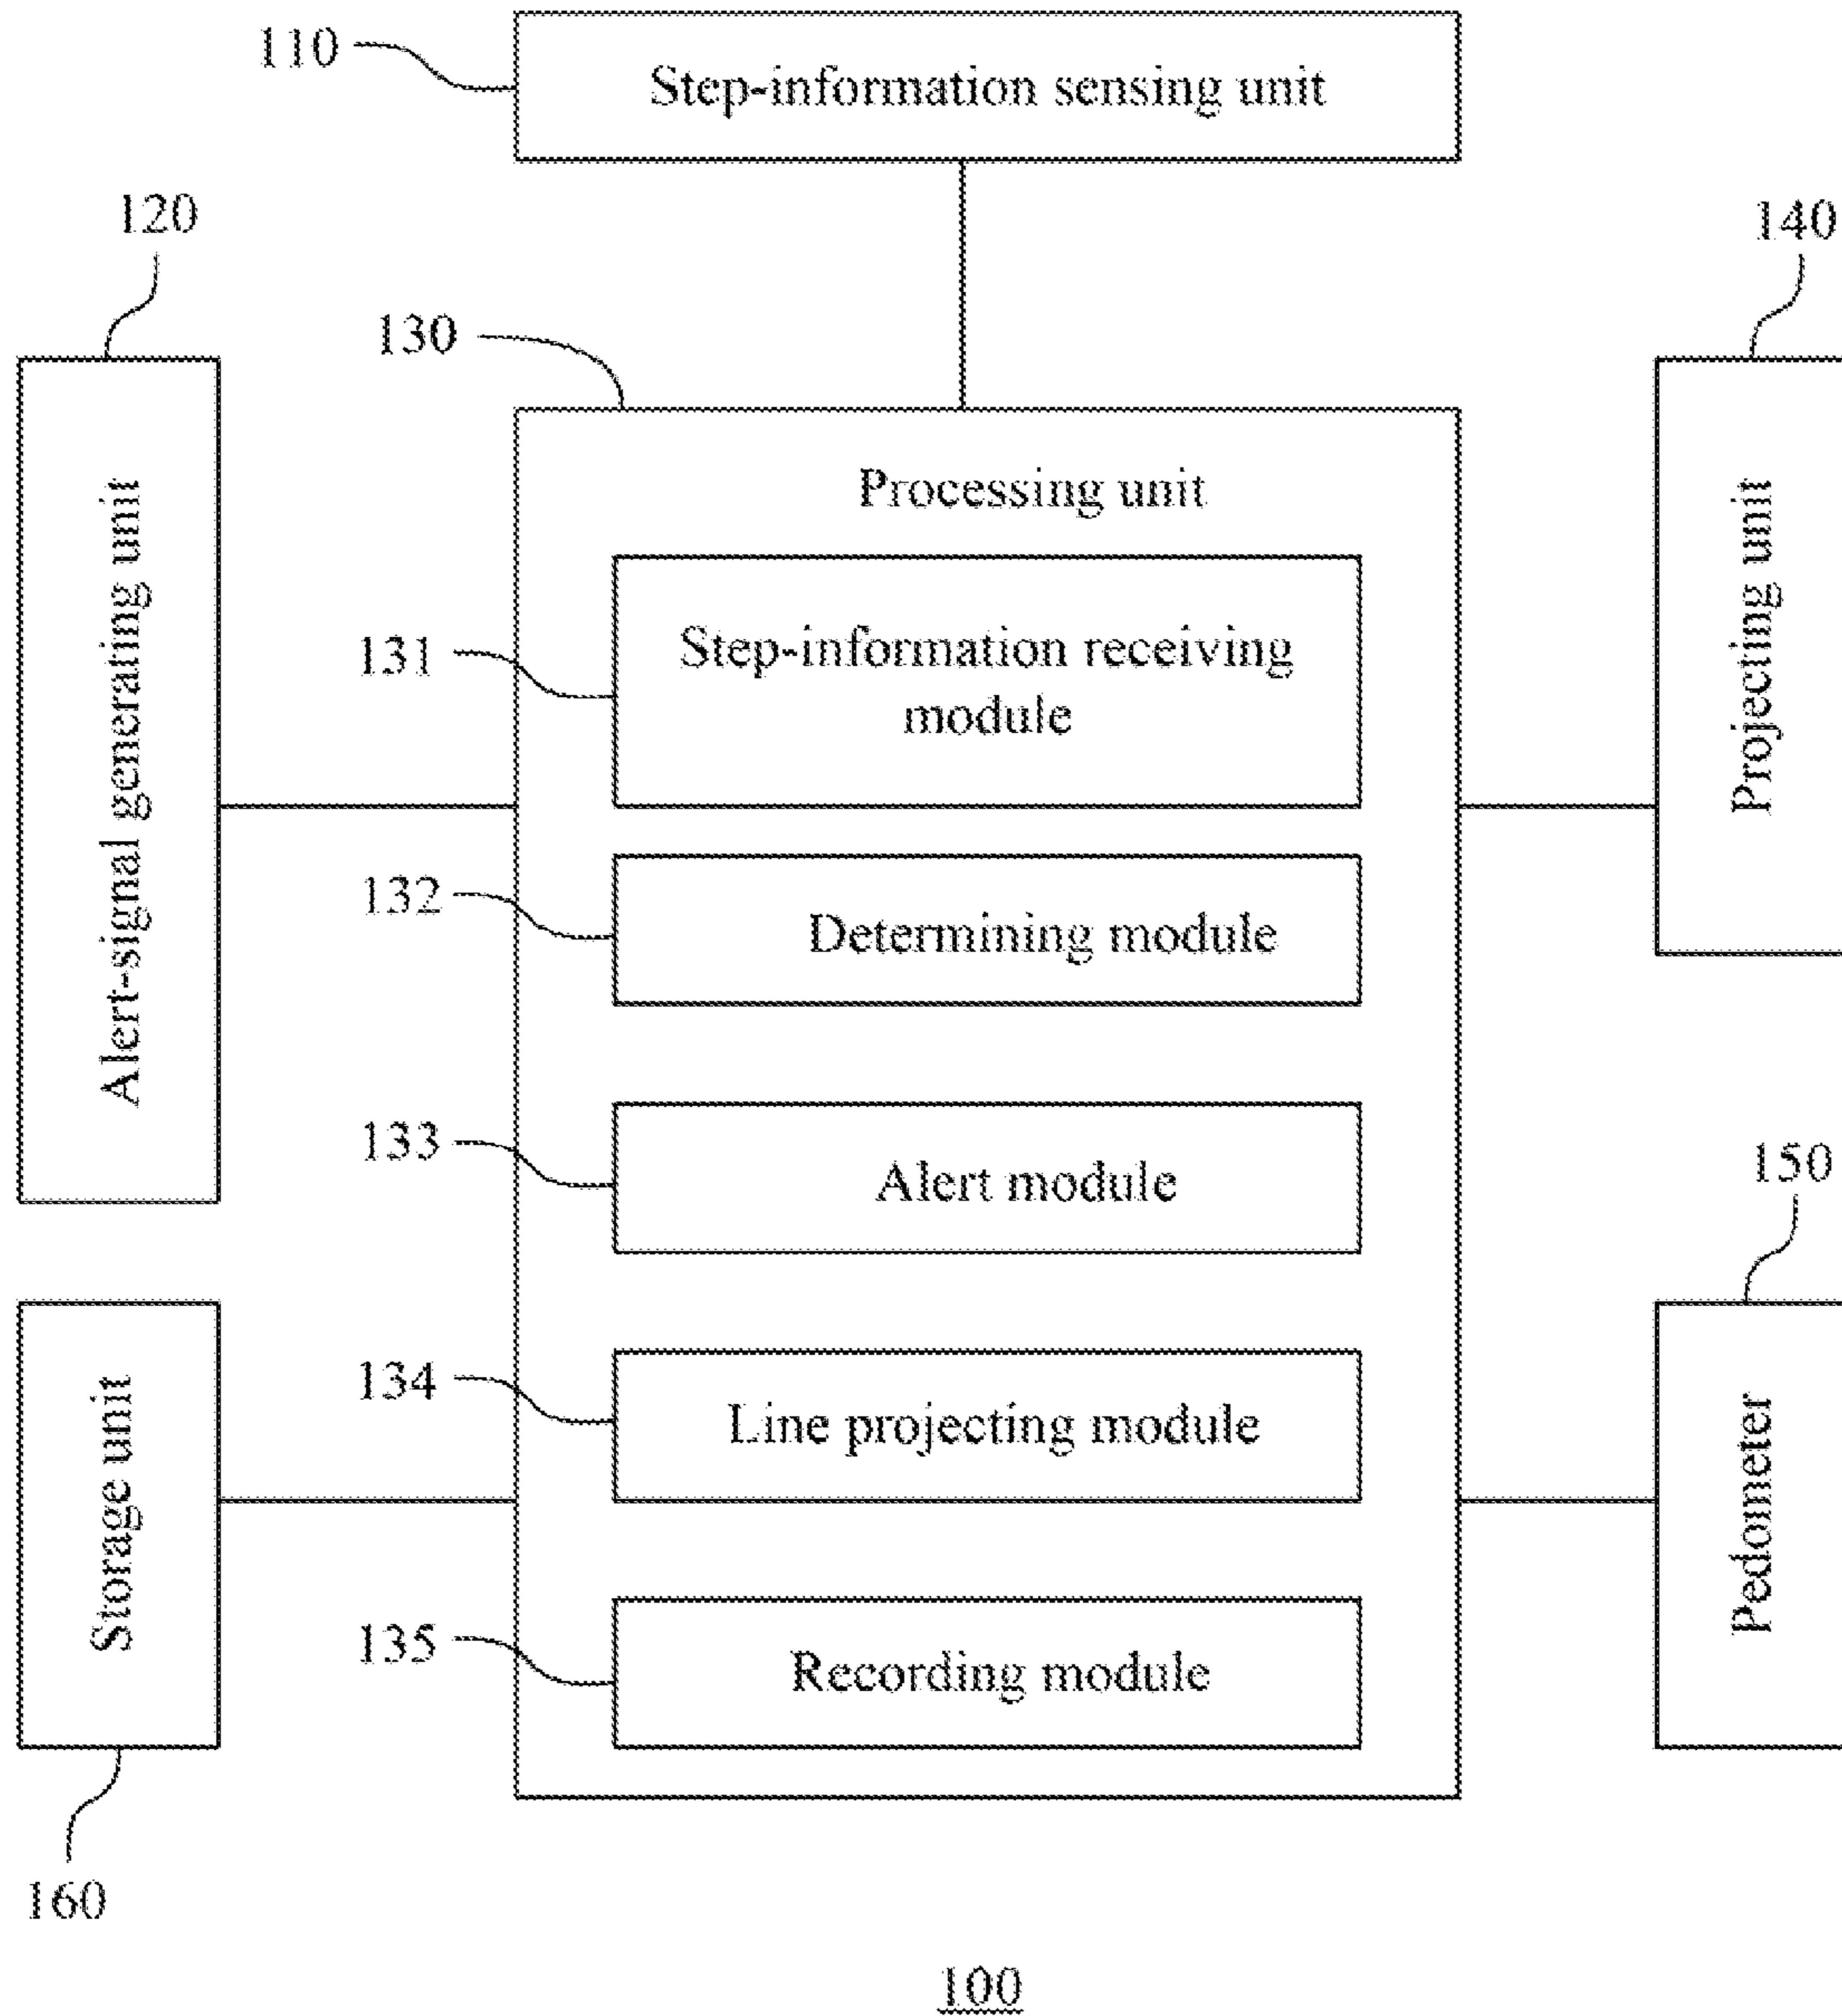 110
Step-information sensing unit
120
140
130
Alert-signal generating unit
Processing unit
Projecting unit
131
Step-information receiving
module
132
Determining module
133
Alert module
150
134
Line projecting module
Storage unit
Pedometer
135
Recording module
160
100